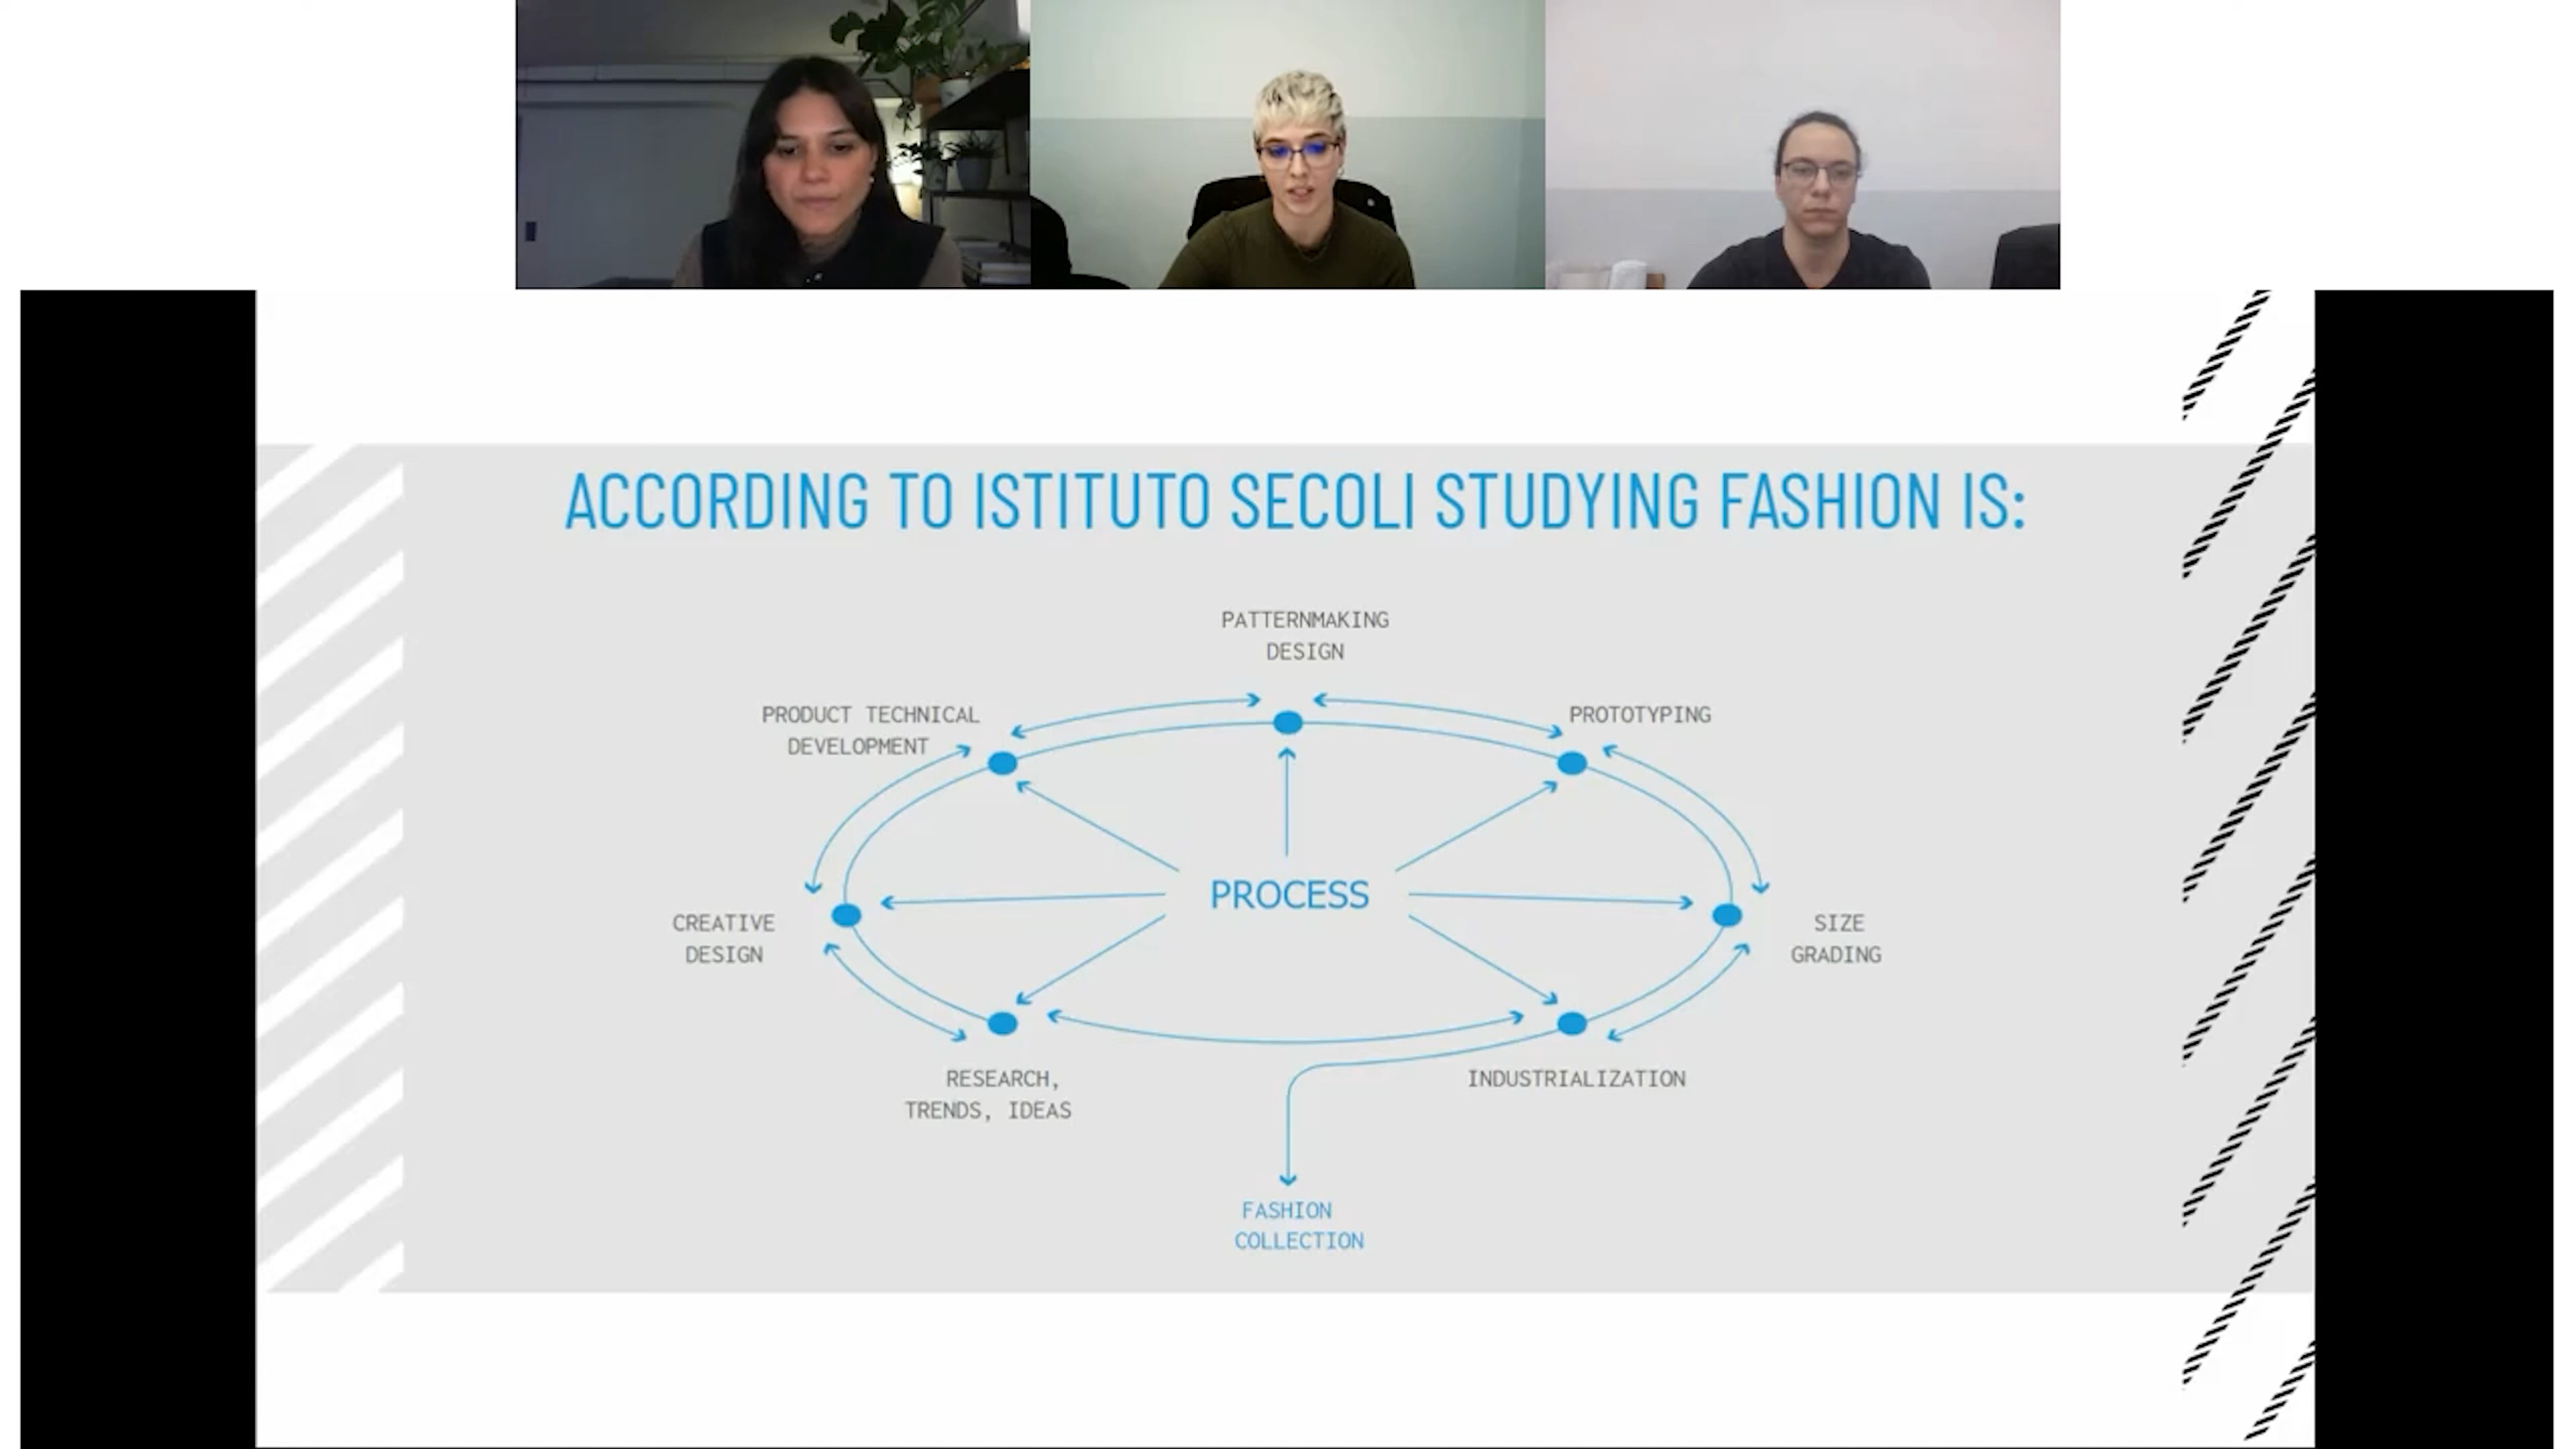 ACCORDING TO ISTITUTO SECOLI STUDYING FASHION IS:
PATTERNMAKING
DESIGN
PRODUCT TECHNICAL
DEVELOPMENT
PROTOTYPING
PROCESS
CREATIVE
DESIGN
SIZE
GRADING
RESEARCH,
TRENDS, IDEAS
INDUSTRIALIZATION
FASHION
COLLECTION